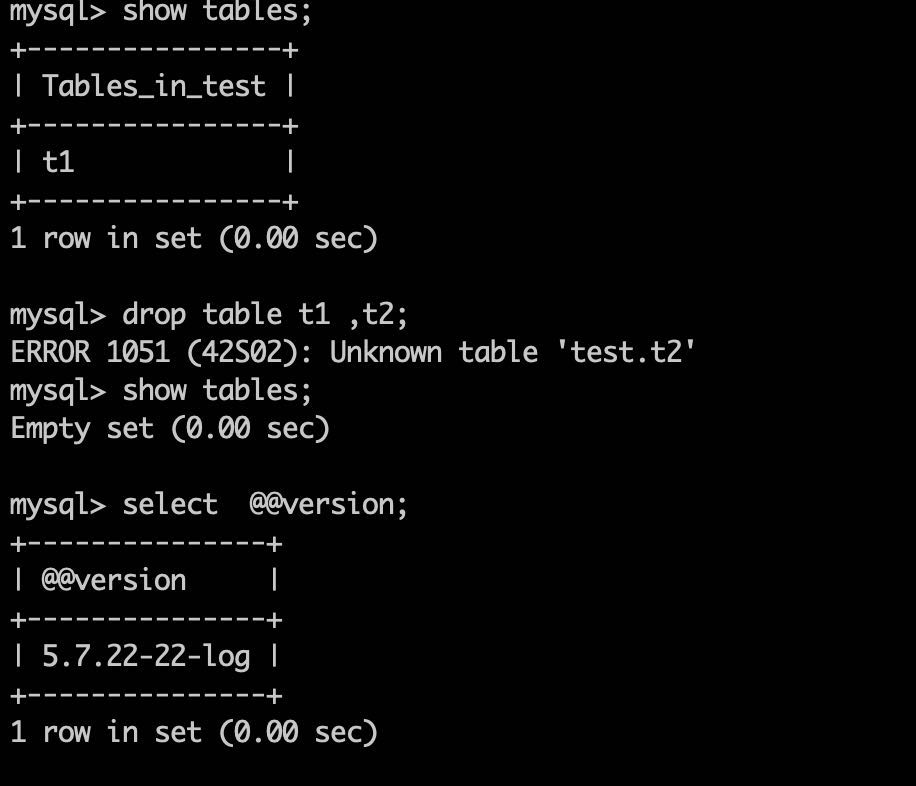 mysql> show tables;
+----------------+
| Tables_in_test |
+----------------+
| t1             |
+----------------+
1 row in set (0.00 sec)

mysql> drop table t1 ,t2;
ERROR 1051 (42S02): Unknown table 'test.t2'
mysql> show tables;
Empty set (0.00 sec)

mysql> select  @@version;
+---------------+
| @@version     |
+---------------+
| 5.7.22-22-log |
+---------------+
1 row in set (0.00 sec)